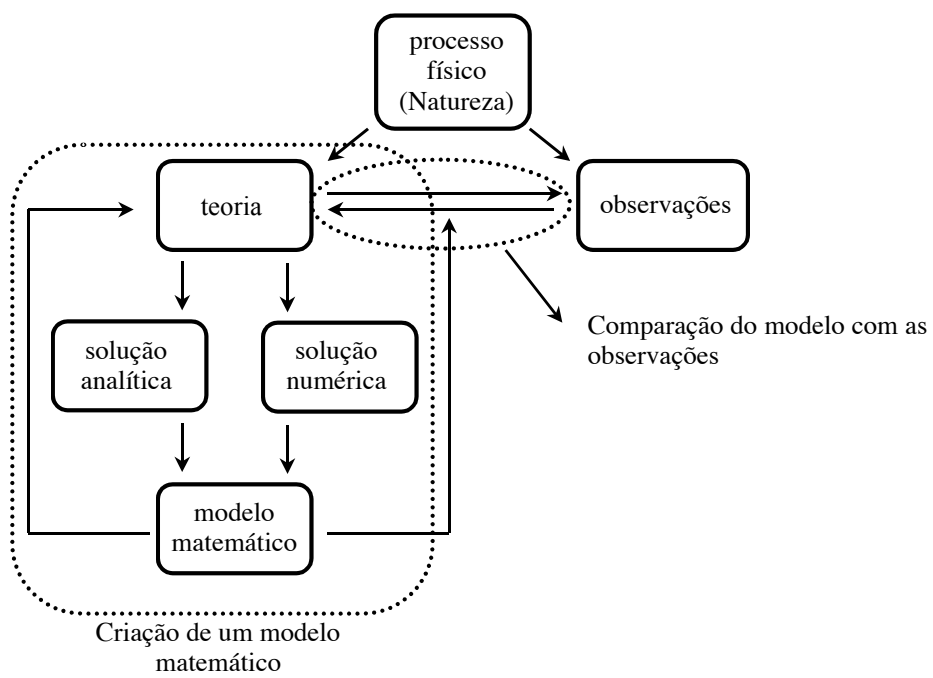 processo
físico
(Natureza)
teoria
observações
Comparação do modelo com as
observações
solução
analítica
solução
numérica
modelo
matemático
Criação de um modelo
matemático